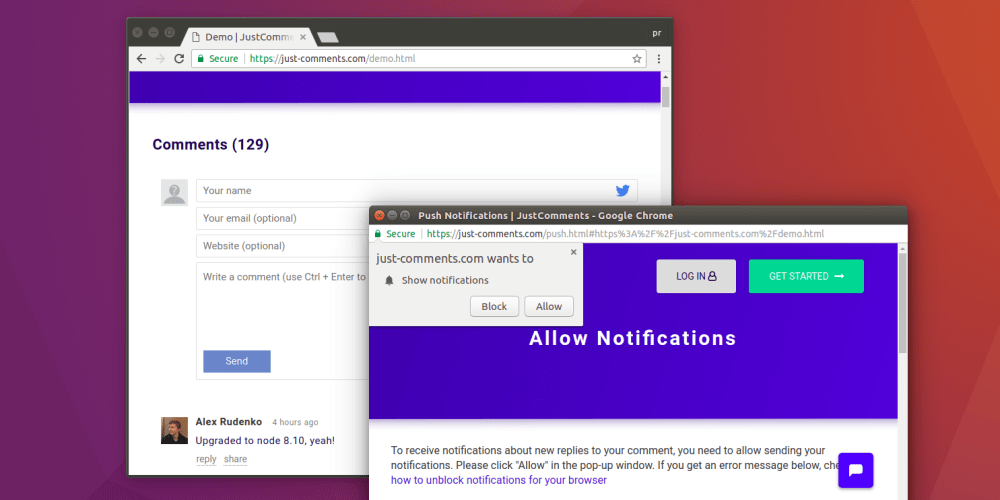 Demo | JustComme
pr
Secure | https://just-comments.com/demo.html
Comments (129)
Your name
Your email (optional)
Website (optional)
Write a comment (use Ctrl + Enter to
Send
Alex Rudenko 4 hours ago
Upgraded to node 8.10, yeah!
reply share
Push Notifications | JustComments - Google Chrome
Secure | https://just-comments.com/push.html#https%3A%2F%2Fjust-comments.com%2Fdemo.html
just-comments.com wants to
Show notifications
Block Allow
LOG IN GET STARTED →
Allow Notifications
To receive notifications about new replies to your comment, you need to allow sending your
notifications. Please click "Allow" in the pop-up window. If you get an error message below, che
how to unblock notifications for your browser